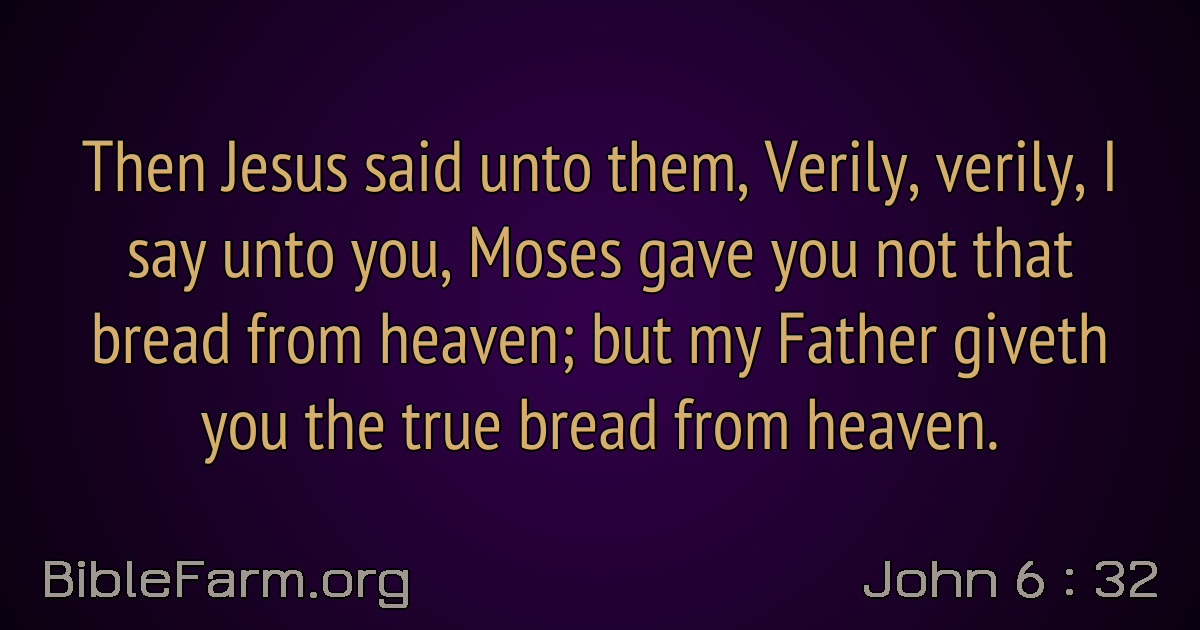 Then Jesus said unto them, Verily, verily, I
say unto you, Moses gave you not that
bread from heaven; but my Father giveth
you the true bread from heaven.
BibleFarm.org
John 6 : 32